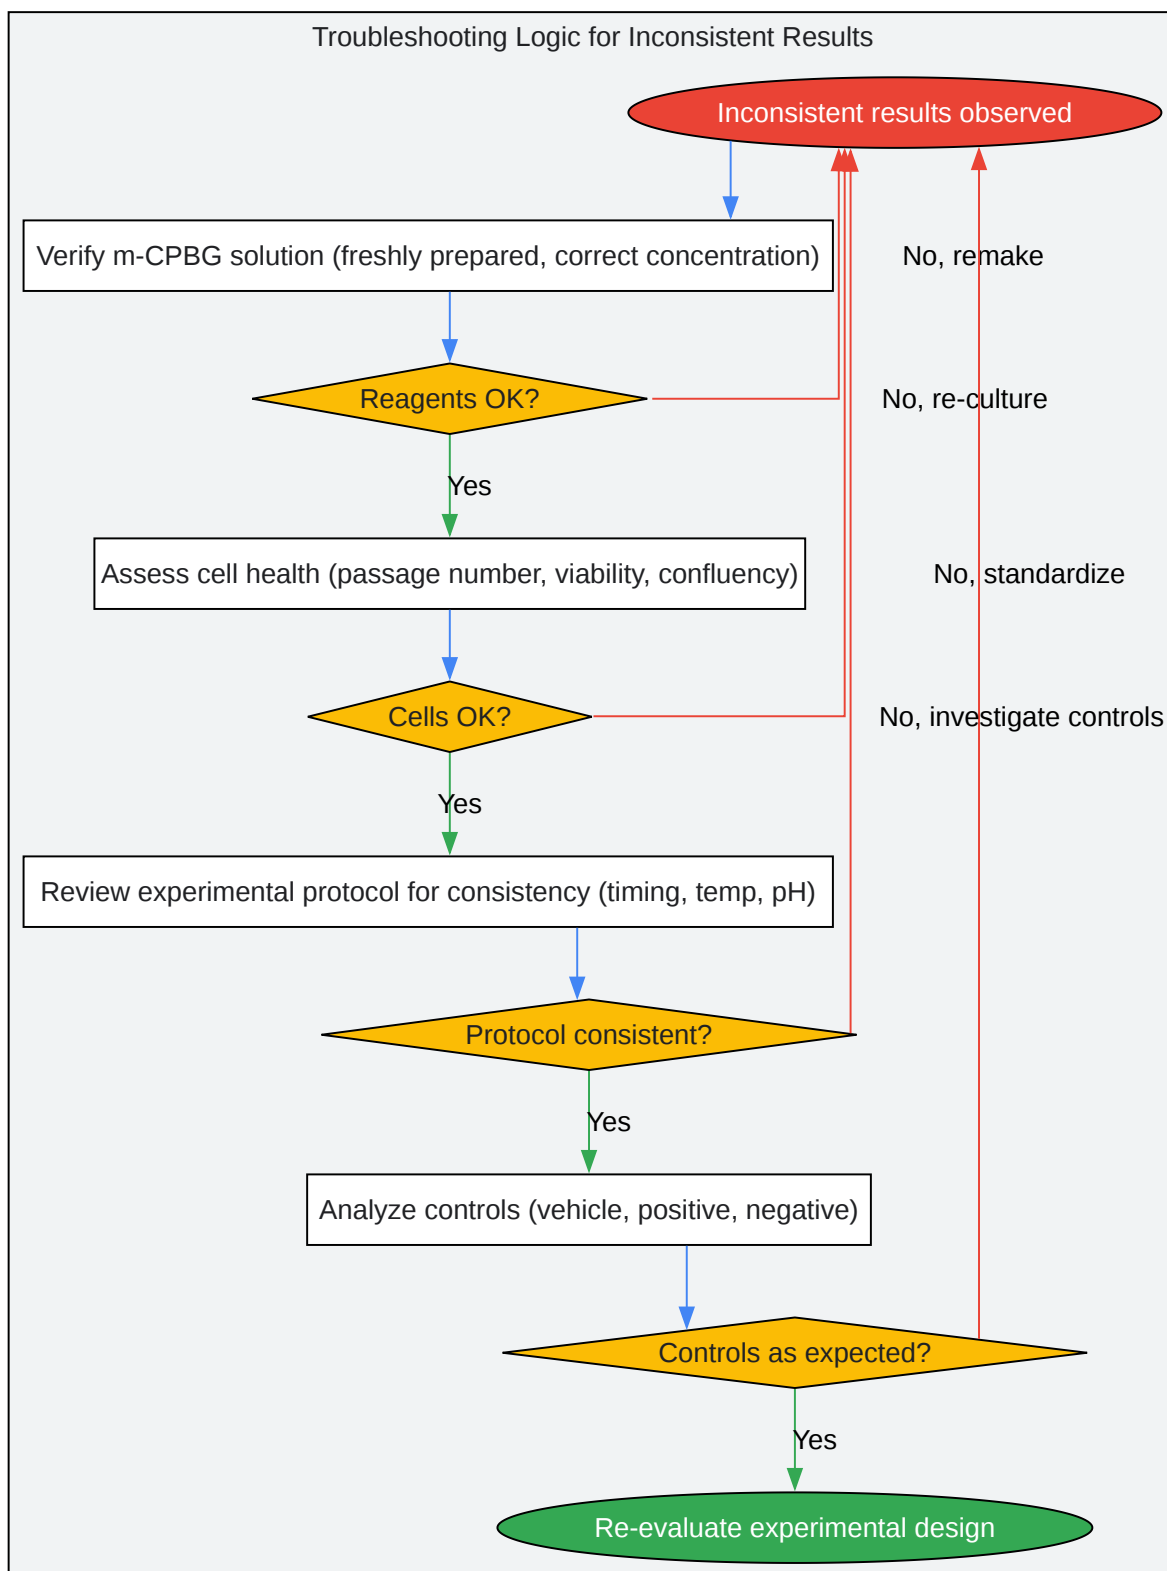 Troubleshooting Logic for Inconsistent Results
Inconsistent results observed
Verify m-CPBG solution (freshly prepared, correct concentration)
No, remake
Reagents OK?
No, re-culture
Yes
Assess cell health (passage number, viability, confluency)
No, standardize
Cells OK?
No, investigate controls
Yes
Review experimental protocol for consistency (timing, temp, pH)
Protocol consistent?
Yes
Analyze controls (vehicle, positive, negative)
Controls as expected?
Yes
Re-evaluate experimental design